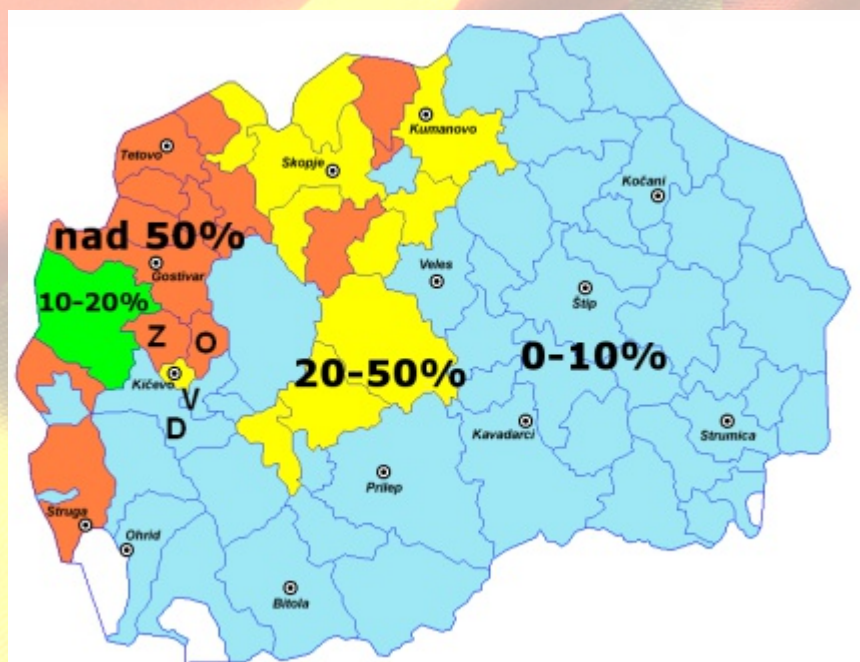 Kumanovo
Tetovo
Skopje
Kočani
nad 50%
Gostivar
Veles
10-20%
Štip
Z
O
20-50%
0-10%
Kičevo
V
D
Kavadarci
Strumica
Prilep
Struga
Ohrid
Bitola